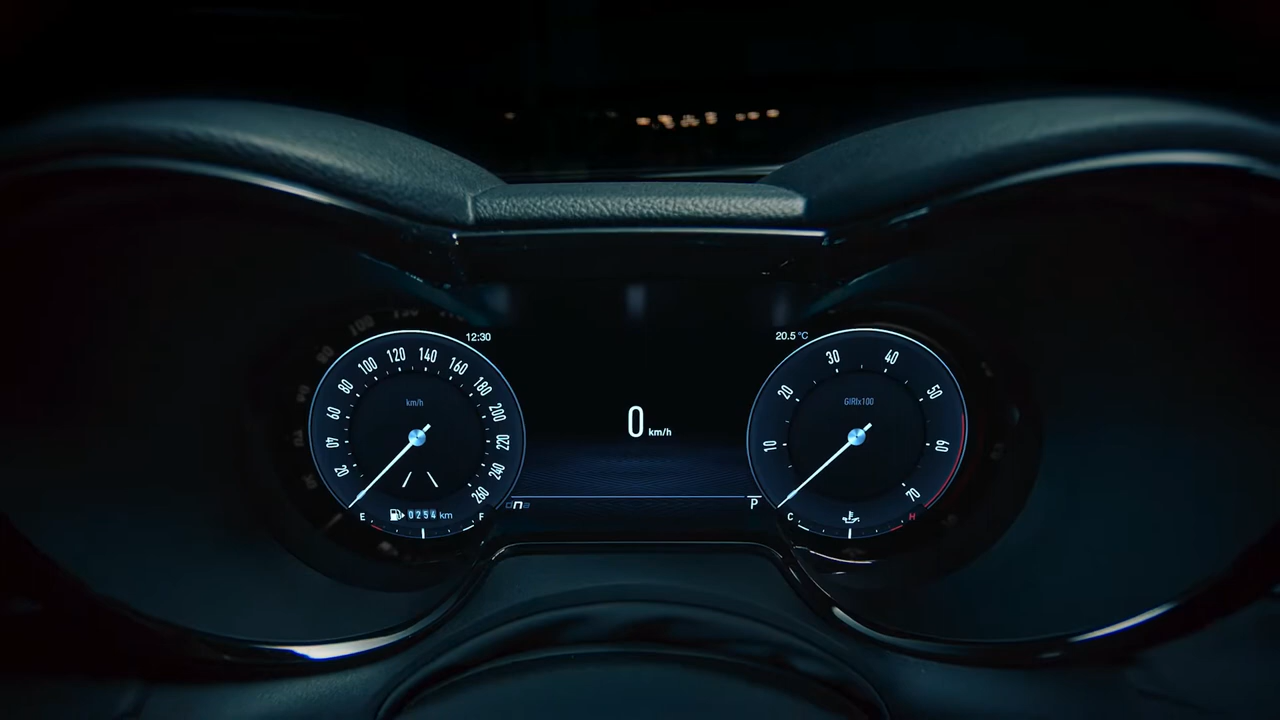 12:30
20.5 °C
20 40 60 80 100 120 140 160 180 200 220 240 260
km/h
E F
0254 km
0 km/h
dna
P
10 20 30 40 50 60 70
GIRIx100
C H